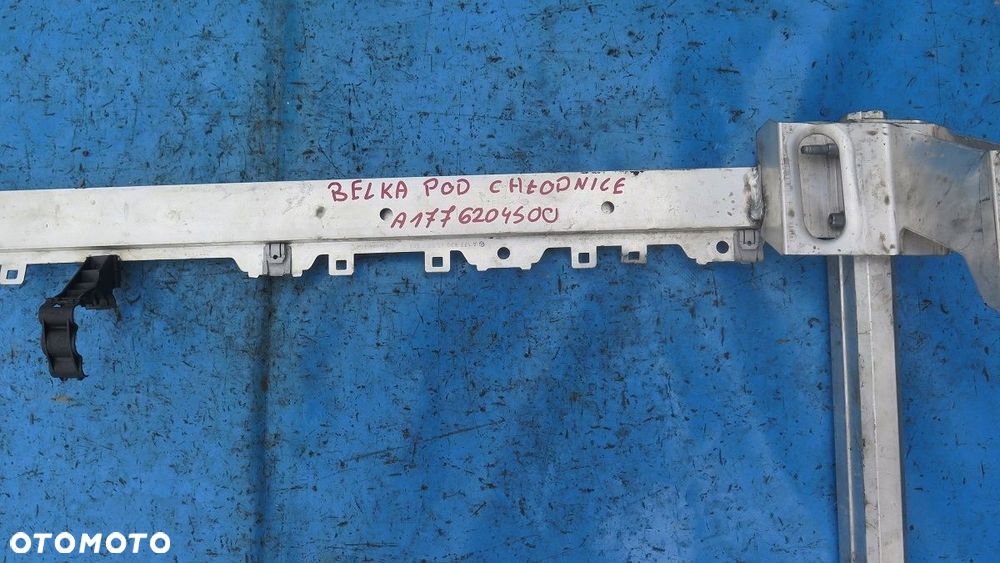 BELKA POD CHŁODNICE
A1776204500
OTOMOTO